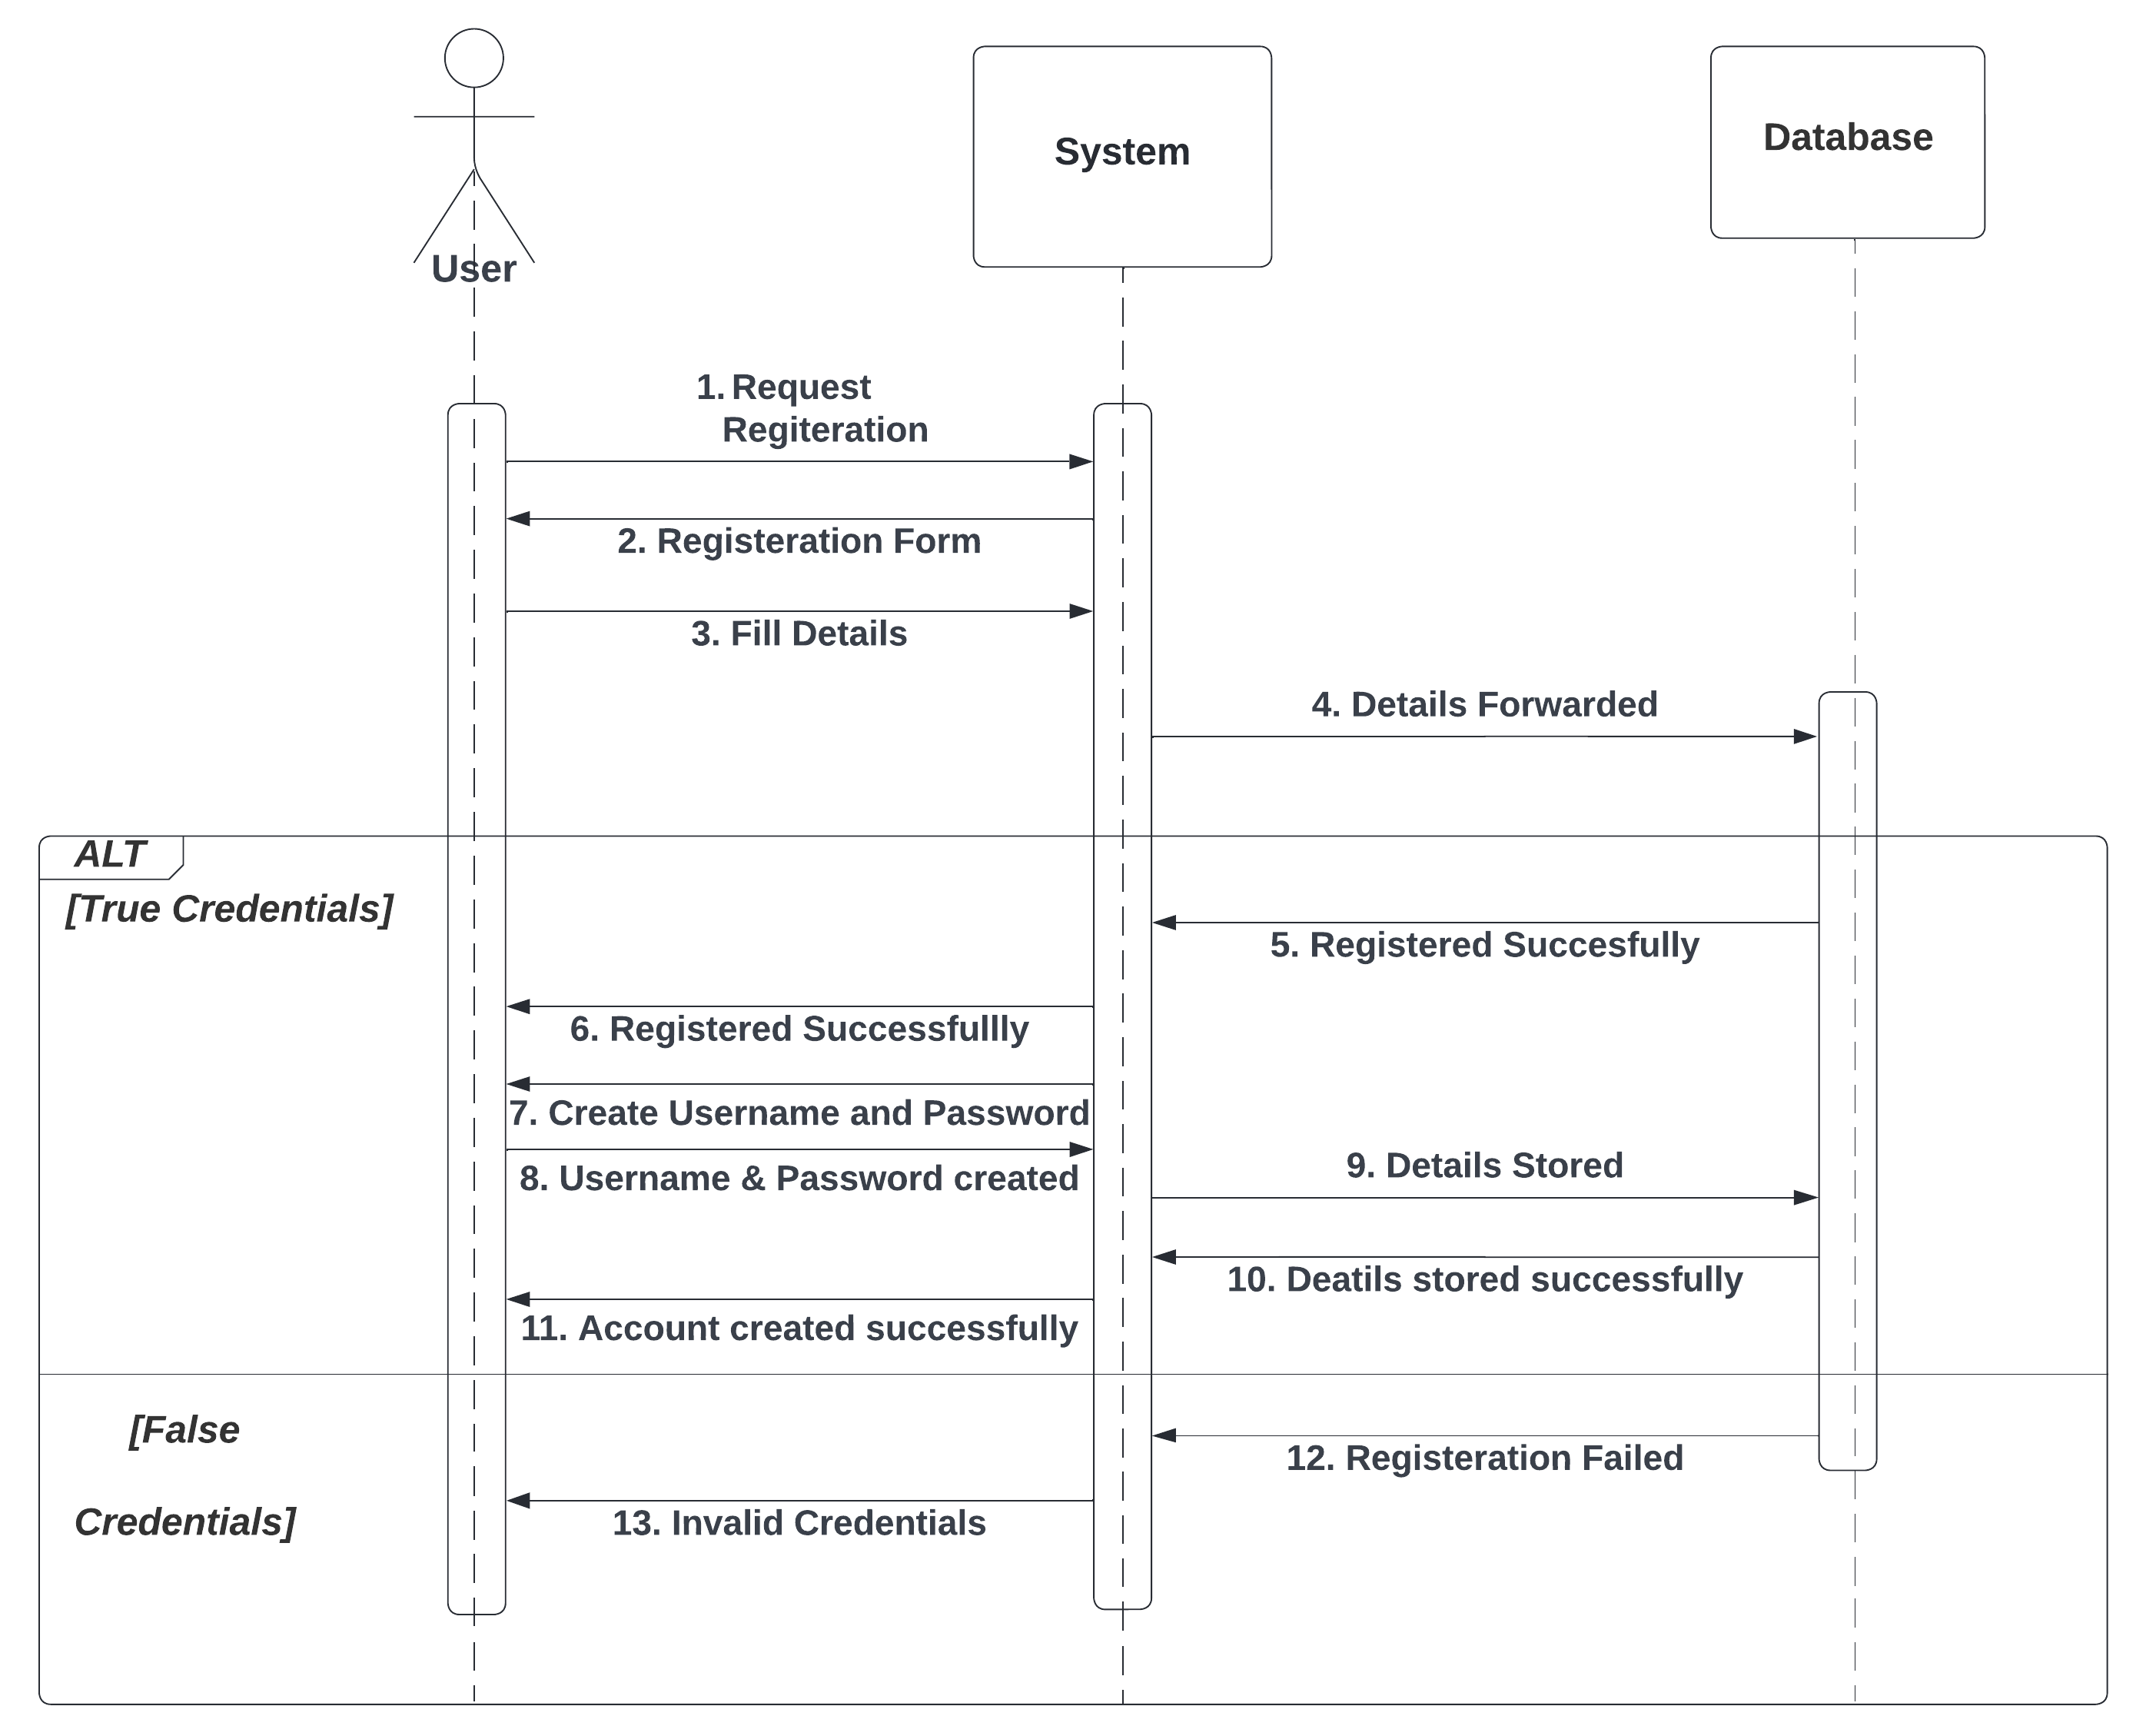 User
System
Database
1. Request
Regiteration
2. Registeration Form
3. Fill Details
4. Details Forwarded
ALT
[True Credentials]
5. Registered Succesfully
6. Registered Successfullly
7. Create Username and Password
8. Username & Password created
9. Details Stored
10. Deatils stored successfully
11. Account created successfully
[False
Credentials]
12. Registeration Failed
13. Invalid Credentials